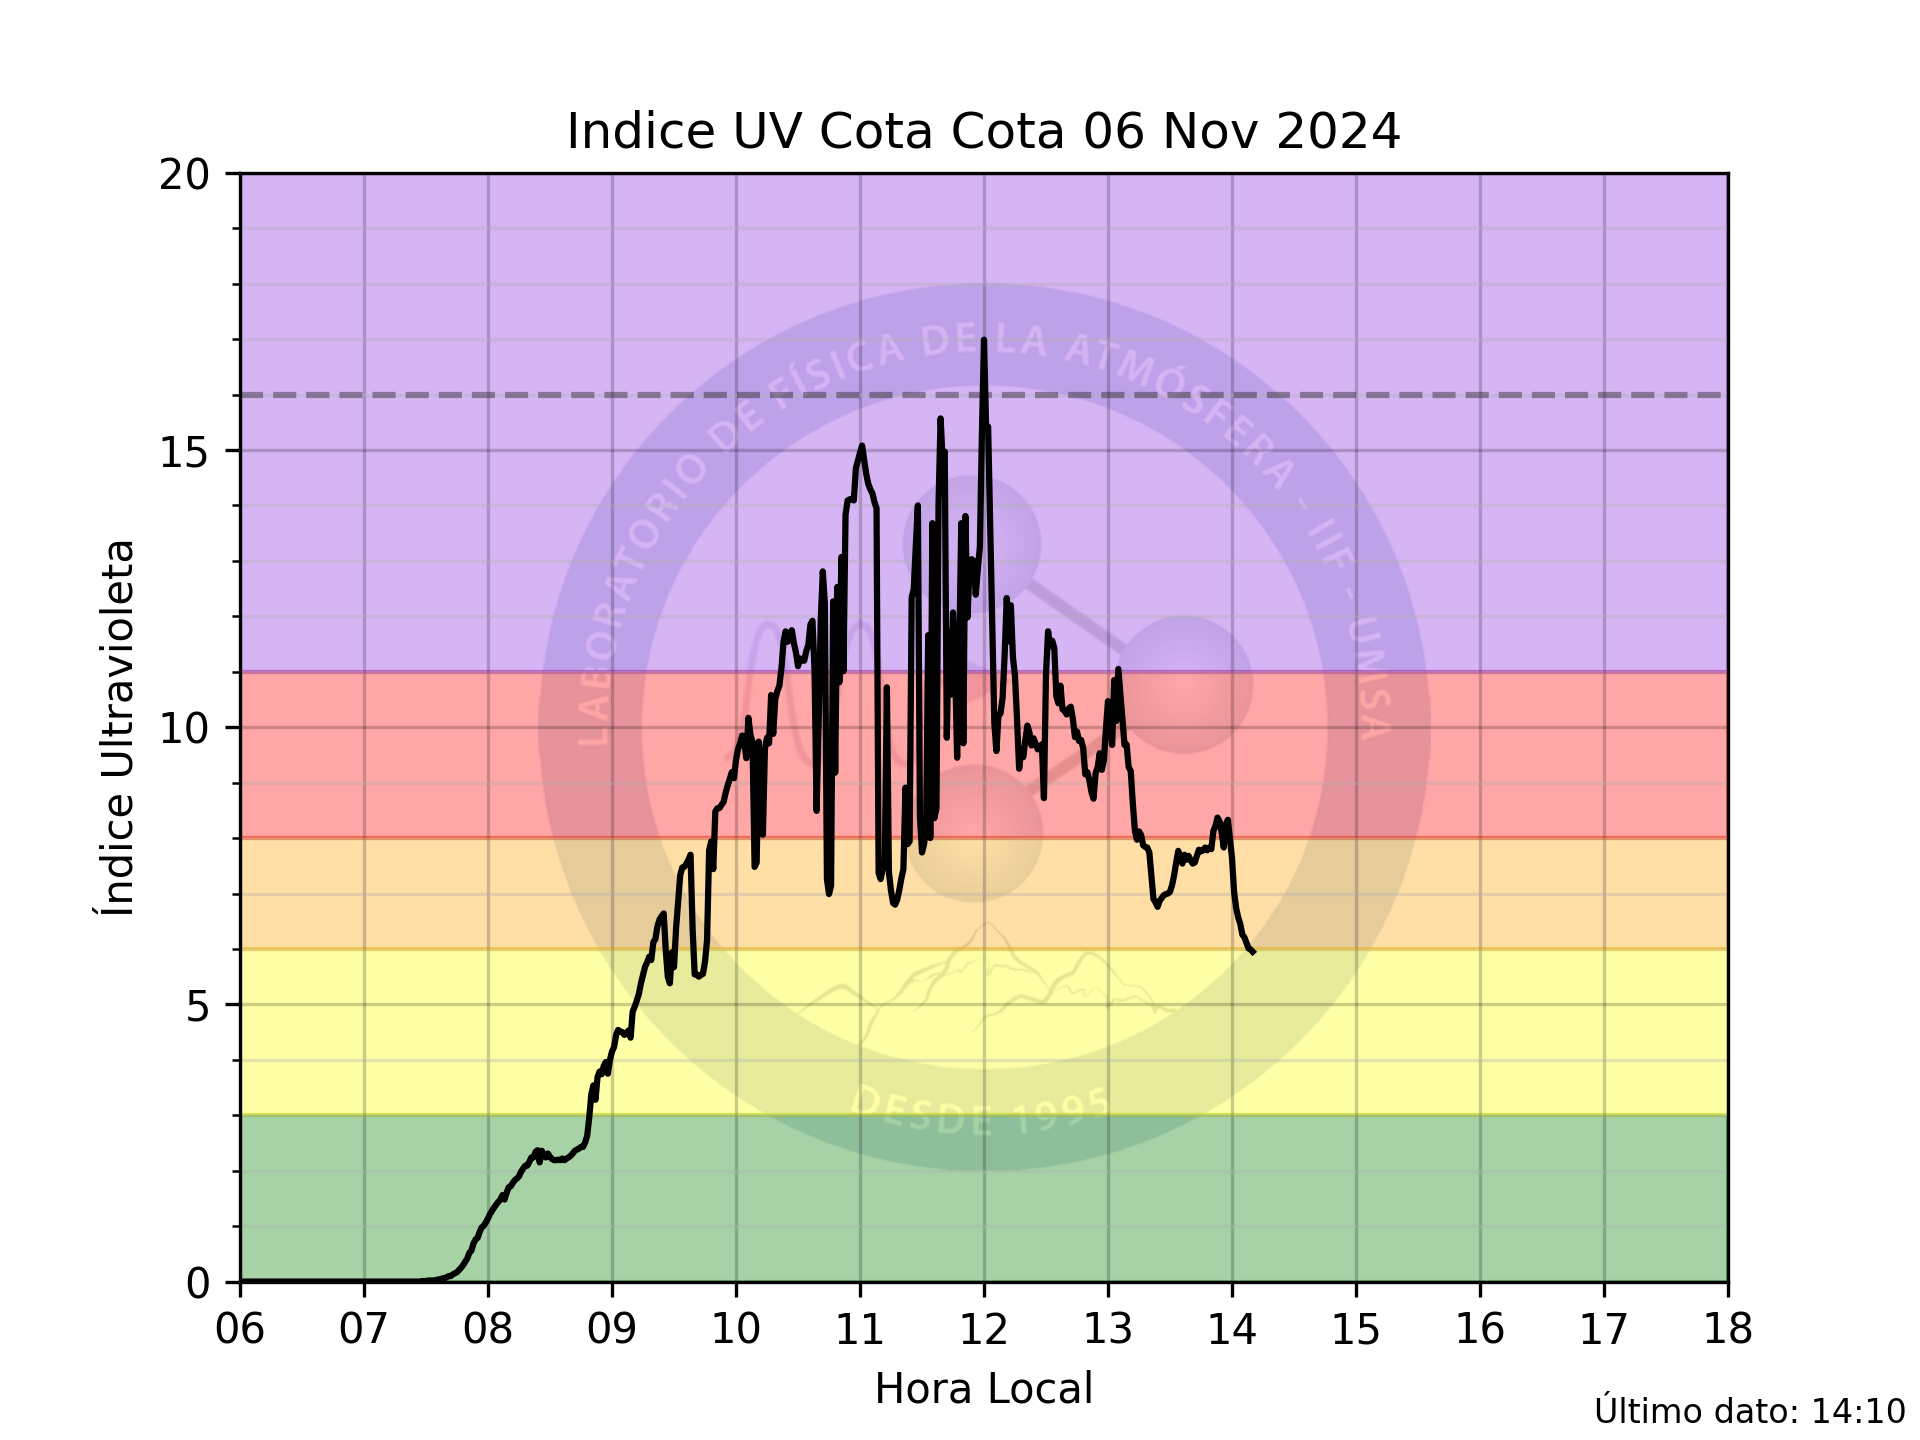 Indice UV Cota Cota 06 Nov 2024
20
15
10
5
0
Índice Ultravioleta
LABORATORIO DE FÍSICA DE LA ATMÓSFERA - IIF - UMSA
DESDE 1995
06 07 08 09 10 11 12 13 14 15 16 17 18
Hora Local
Último dato: 14:10